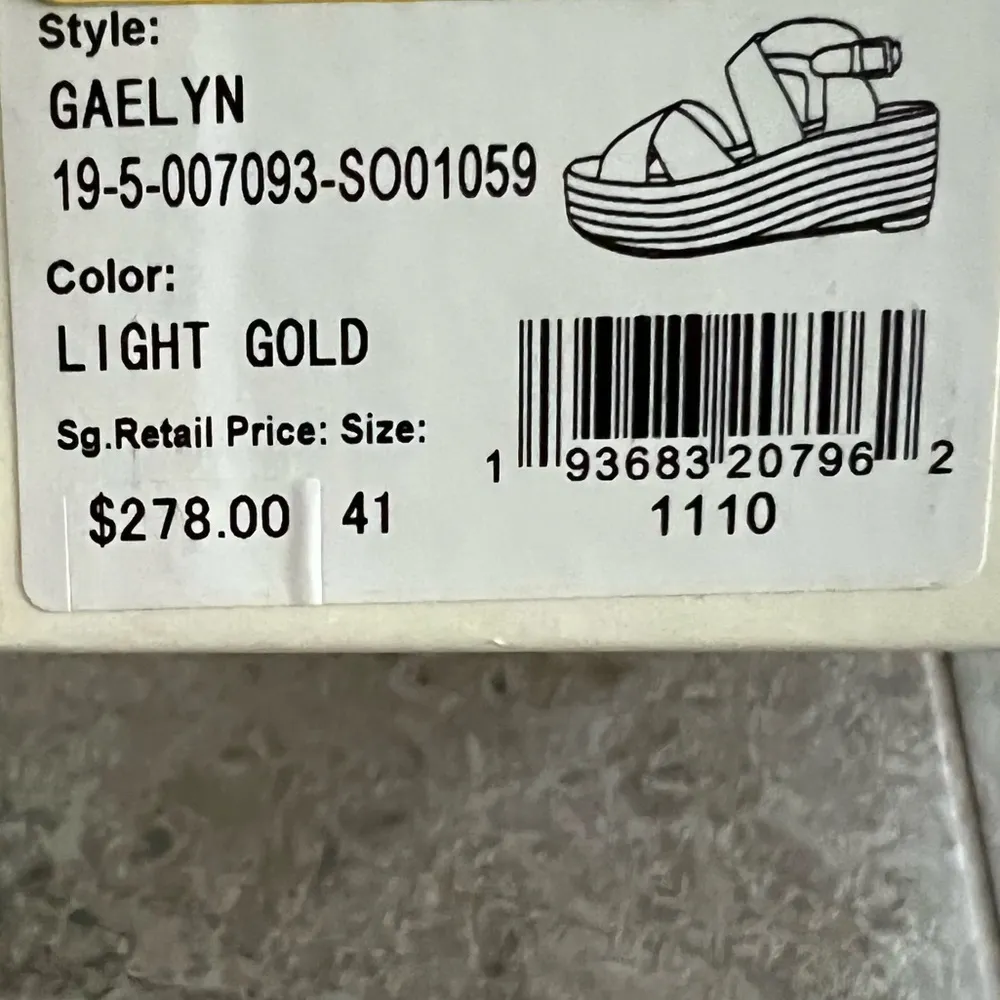 Style:
GAELYN
19-5-007093-SO01059
Color:
LIGHT GOLD
Sg.Retail Price: Size:
$278.00 41
1 93683 20796 2
1110